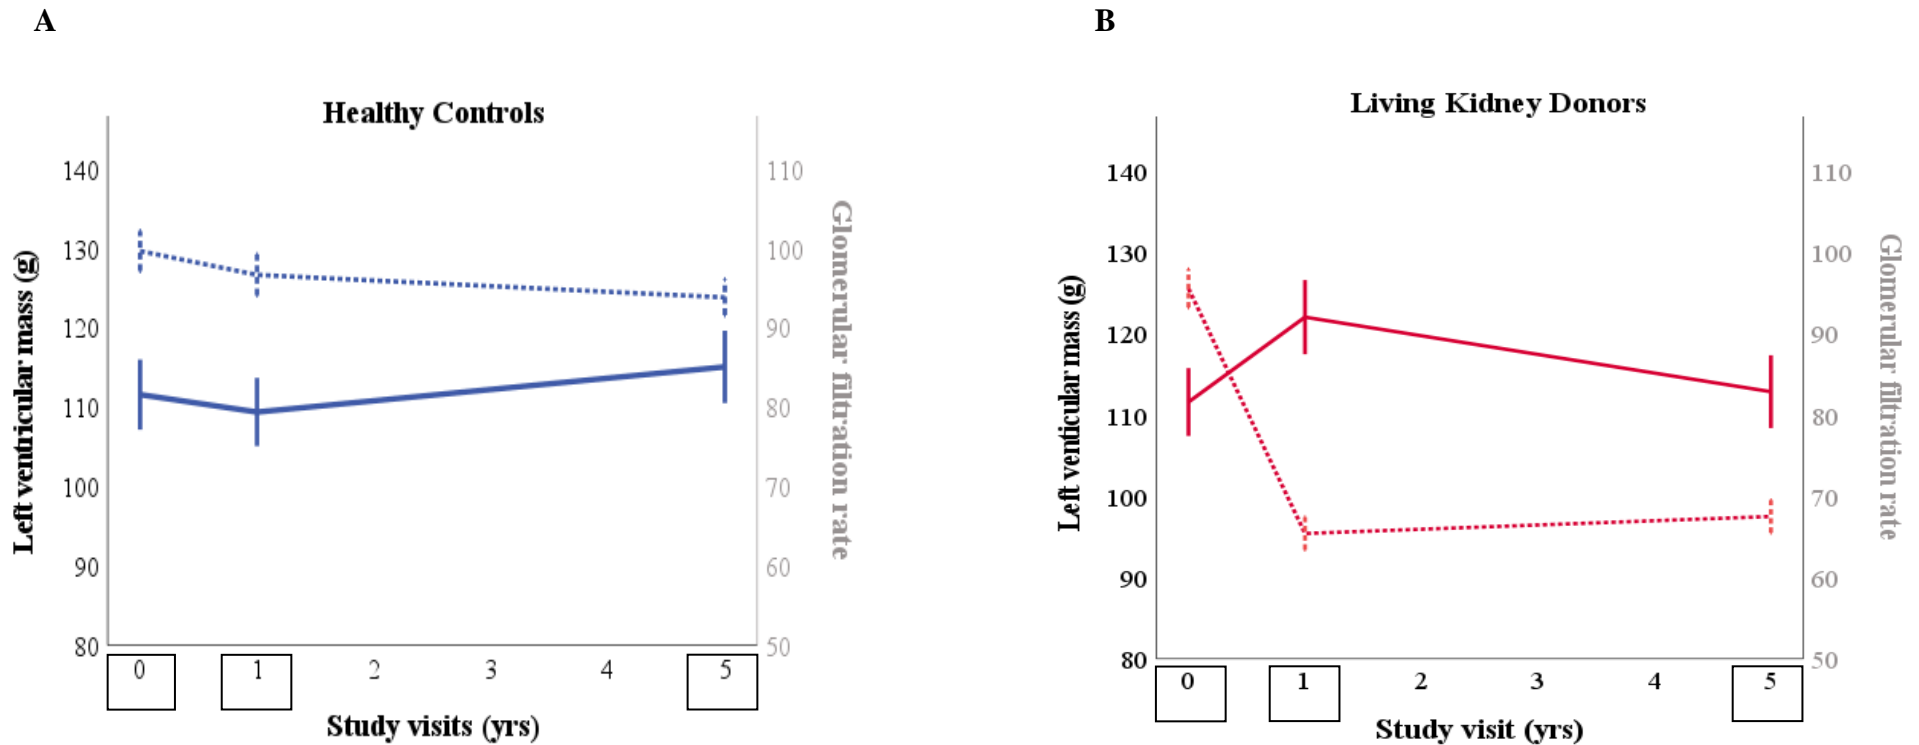 A
Healthy Controls
140
130
120
110
100
90
80
Left ventricular mass (g)
110
100
90
80
70
60
50
Glomerular filtration rate
0 1 2 3 4 5
Study visits (yrs)
B
Living Kidney Donors
140
130
120
110
100
90
80
Left venticular mass (g)
110
100
90
80
70
60
50
Glomerular filtration rate
0 1 2 3 4 5
Study visit (yrs)